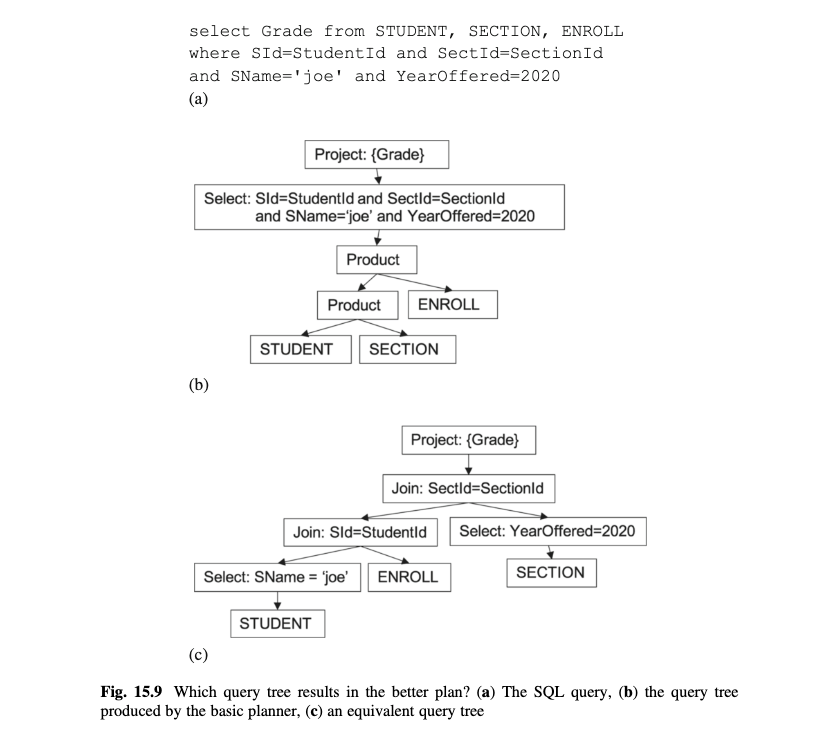 select Grade from STUDENT, SECTION, ENROLL
where SId=StudentId and SectId=SectionId
and SName='joe' and YearOffered=2020
(a)
Project: {Grade}
Select: SId=StudentId and SectId=SectionId
and SName=‘joe’ and YearOffered=2020
Product
Product
ENROLL
STUDENT
SECTION
(b)
Project: {Grade}
Join: SectId=SectionId
Join: SId=StudentId
Select: YearOffered=2020
Select: SName = ‘joe’
ENROLL
SECTION
STUDENT
(c)
Fig. 15.9 Which query tree results in the better plan? (a) The SQL query, (b) the query tree
produced by the basic planner, (c) an equivalent query tree